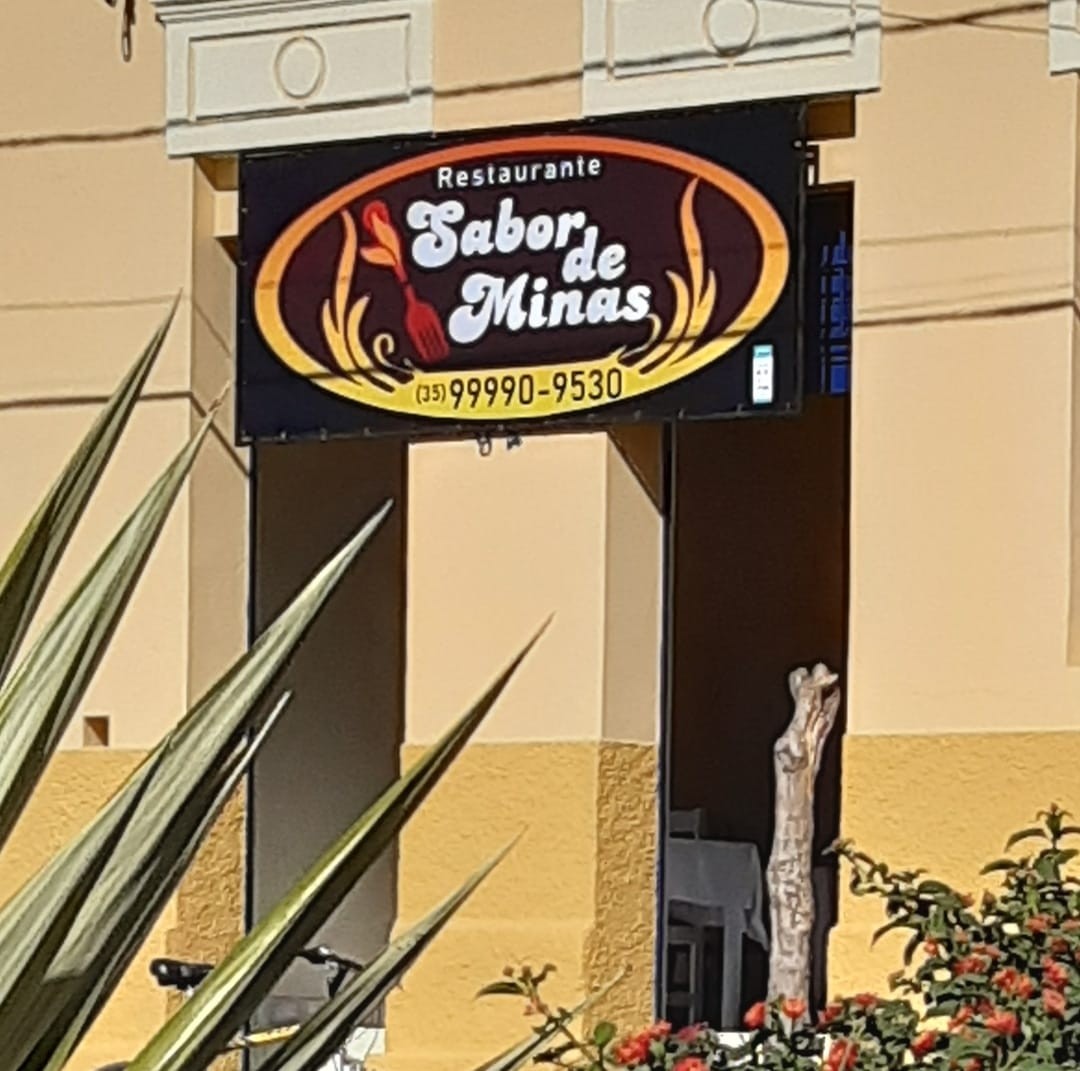 Restaurante
Sabor
de
Minas
(35)99990-9530